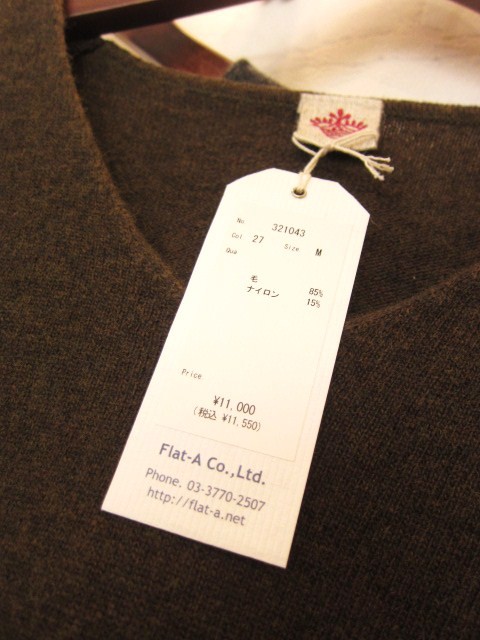 No 321043
Col 27 Size M
Qua
毛 85%
ナイロン 15%
Price
¥11,000
(税込 ¥11,550)
Flat-A Co.,Ltd.
Phone. 03-3770-2507
http://flat-a.net